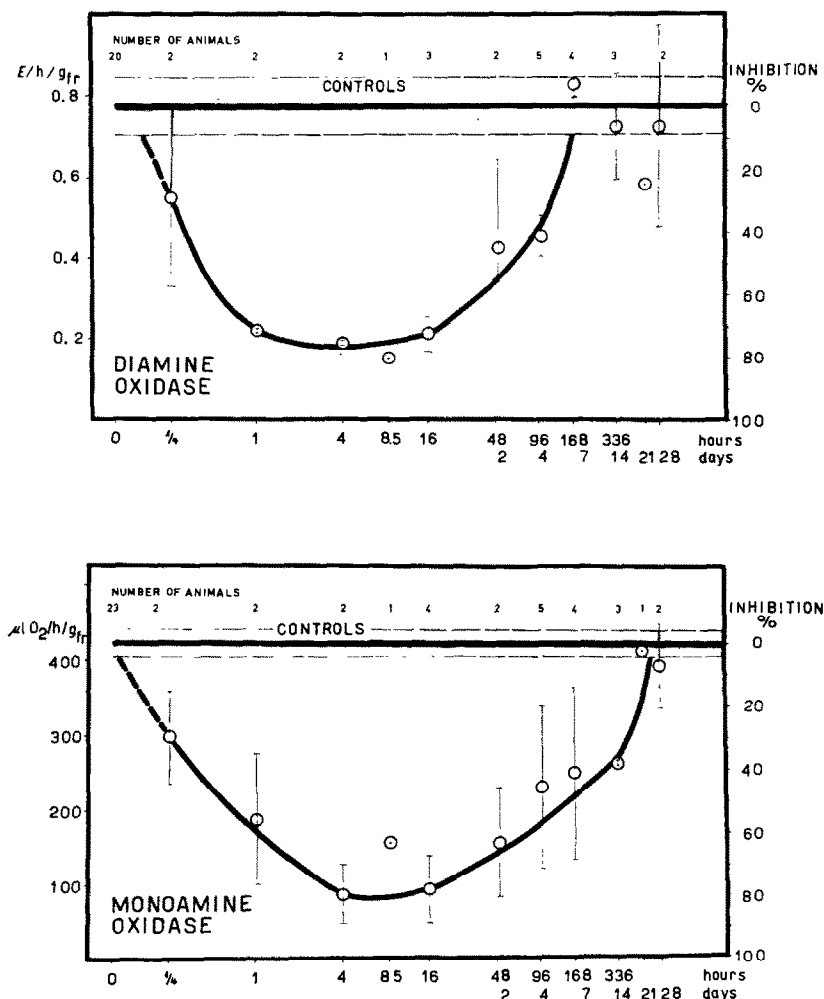 NUMBER OF ANIMALS
20 2 2 2 1 3 2 5 4 3 2
E/h/gfr
INHIBITION
%
CONTROLS
0.8
0
0.6
20
40
0.4
60
0.2
80
DIAMINE
OXIDASE
100
0 ¼ 1 4 8.5 16 48 96 168 336 hours
2 4 7 14 21 28 days
NUMBER OF ANIMALS
23 2 2 2 1 4 2 5 4 3 1 2
μl O2/h/gfr
INHIBITION
%
CONTROLS
0
400
20
300
40
200
60
100
80
MONOAMINE
OXIDASE
100
0 ¼ 1 4 8.5 16 48 96 168 336 hours
2 4 7 14 21 28 days